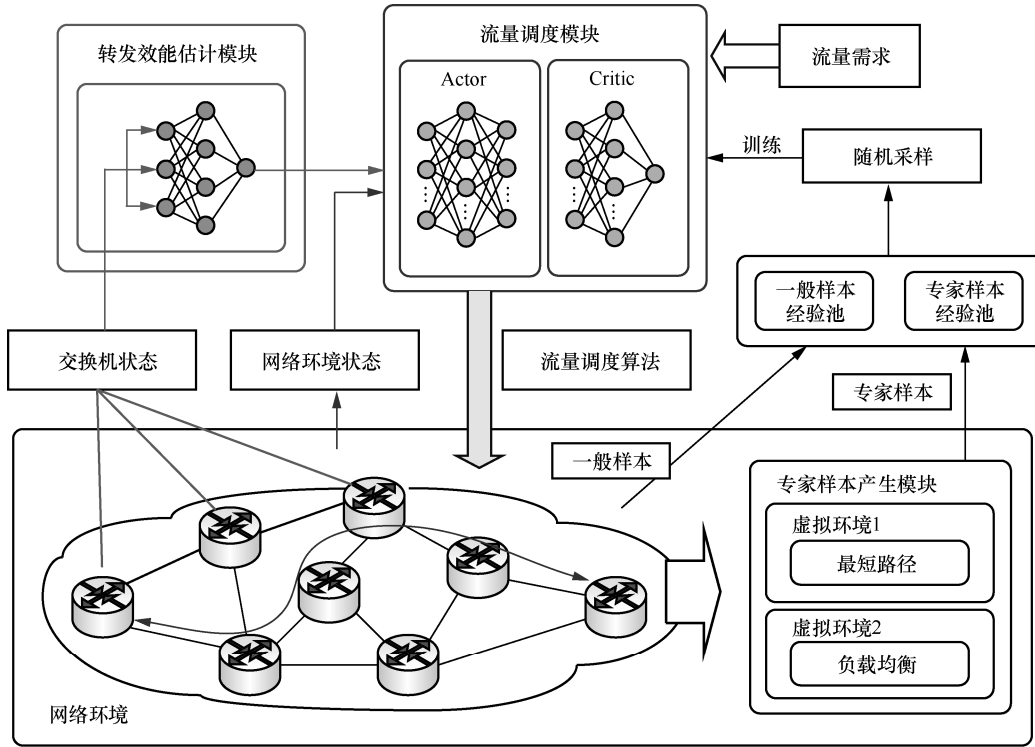 转发效能估计模块
流量调度模块
Actor
Critic
流量需求
训练
随机采样
一般样本
经验池
专家样本
经验池
交换机状态
网络环境状态
流量调度算法
专家样本
一般样本
专家样本产生模块
虚拟环境1
最短路径
虚拟环境2
负载均衡
网络环境